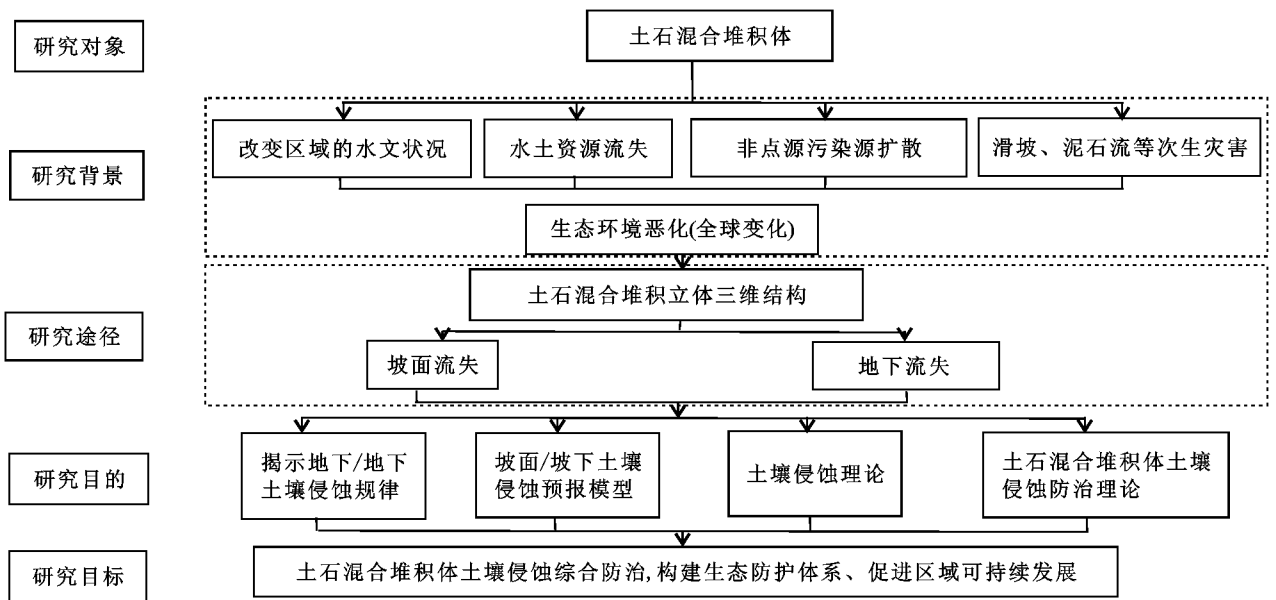 研究对象
土石混合堆积体
研究背景
改变区域的水文状况
水土资源流失
非点源污染源扩散
滑坡、泥石流等次生灾害
生态环境恶化(全球变化)
研究途径
土石混合堆积立体三维结构
坡面流失
地下流失
研究目的
揭示地下/地下
土壤侵蚀规律
坡面/坡下土壤
侵蚀预报模型
土壤侵蚀理论
土石混合堆积体土壤
侵蚀防治理论
研究目标
土石混合堆积体土壤侵蚀综合防治,构建生态防护体系、促进区域可持续发展